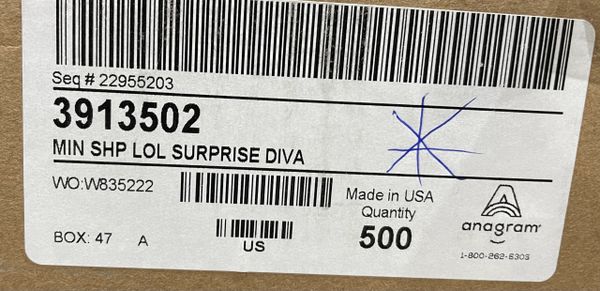 Seq # 22955203
3913502
MIN SHP LOL SURPRISE DIVA
WO:W835222
Made in USA
Quantity
500
BOX: 47 A
US
anagram
1-800-262-6305